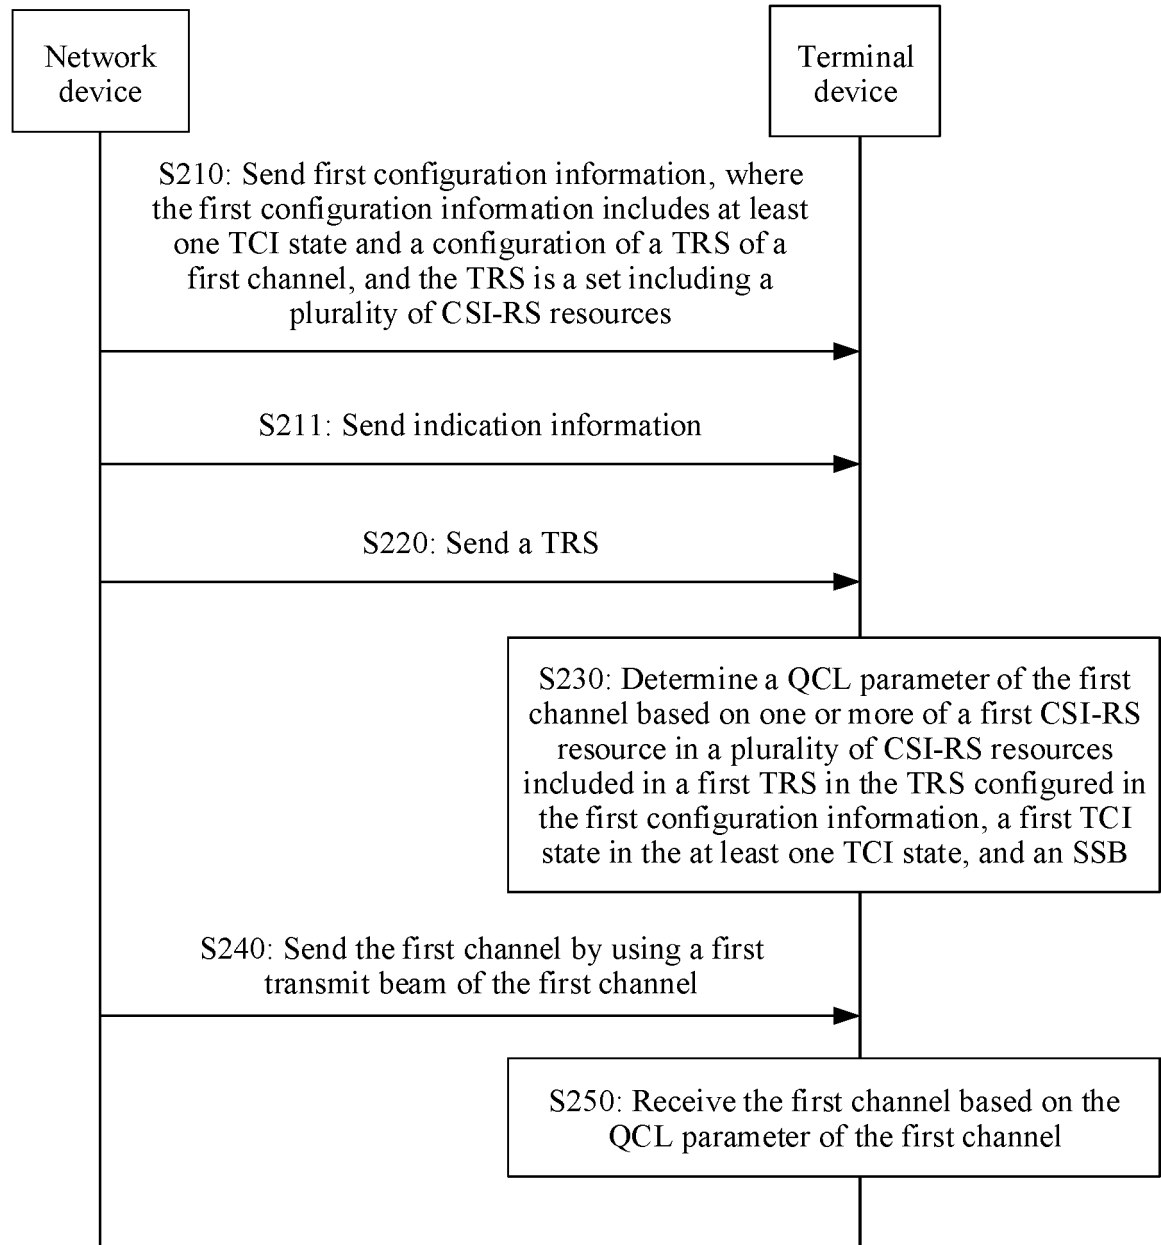 Network
device
Terminal
device
S210: Send first configuration information, where
the first configuration information includes at least
one TCI state and a configuration of a TRS of a
first channel, and the TRS is a set including a
plurality of CSI-RS resources
S211: Send indication information
S220: Send a TRS
S230: Determine a QCL parameter of the first
channel based on one or more of a first CSI-RS
resource in a plurality of CSI-RS resources
included in a first TRS in the TRS configured in
the first configuration information, a first TCI
state in the at least one TCI state, and an SSB
S240: Send the first channel by using a first
transmit beam of the first channel
S250: Receive the first channel based on the
QCL parameter of the first channel